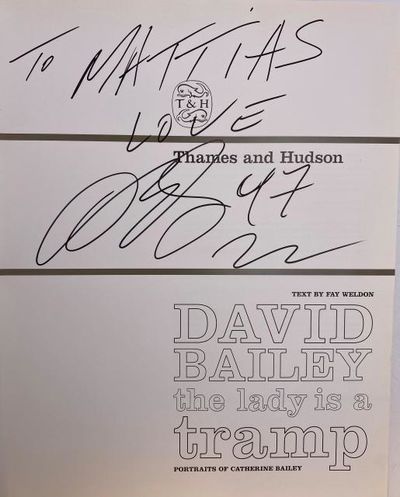 To MATTIAS
T & H
LOVE
Thames and Hudson
TEXT BY FAY WELDON
DAVID
BAILEY
the lady is a
tramp
PORTRAITS OF CATHERINE BAILEY